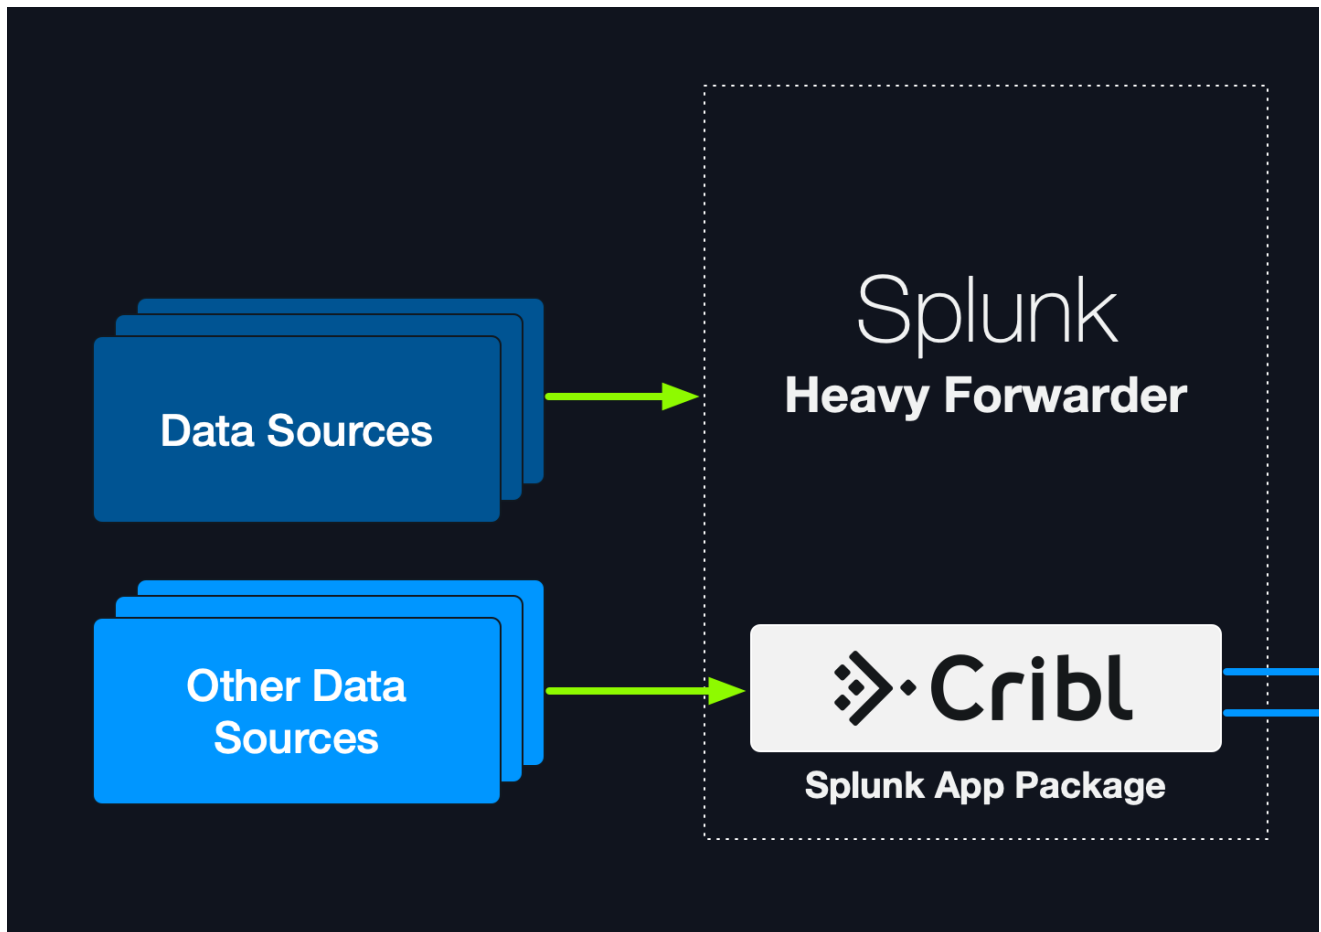 Splunk
Heavy Forwarder
Data Sources
Other Data
Sources
Cribl
Splunk App Package